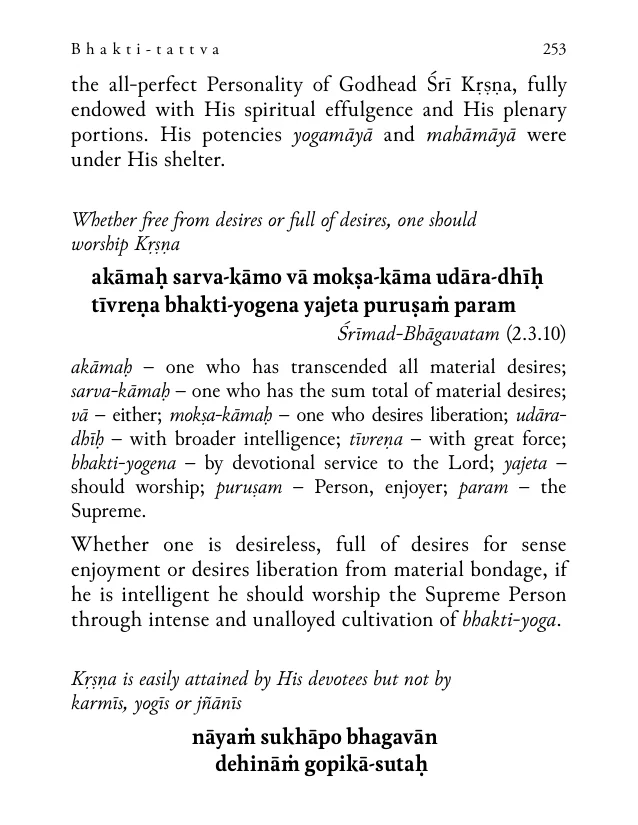 Bhakti-tattva 253
the all-perfect Personality of Godhead Śrī Kṛṣṇa, fully
endowed with His spiritual effulgence and His plenary
portions. His potencies yogamāyā and mahāmāyā were
under His shelter.
Whether free from desires or full of desires, one should
worship Kṛṣṇa
akāmaḥ sarva-kāmo vā mokṣa-kāma udāra-dhīḥ
tīvreṇa bhakti-yogena yajeta puruṣaṁ param
Śrīmad-Bhāgavatam (2.3.10)
akāmaḥ – one who has transcended all material desires;
sarva-kāmaḥ – one who has the sum total of material desires;
vā – either; mokṣa-kāmaḥ – one who desires liberation; udāra-
dhīḥ – with broader intelligence; tīvreṇa – with great force;
bhakti-yogena – by devotional service to the Lord; yajeta –
should worship; puruṣam – Person, enjoyer; param – the
Supreme.
Whether one is desireless, full of desires for sense
enjoyment or desires liberation from material bondage, if
he is intelligent he should worship the Supreme Person
through intense and unalloyed cultivation of bhakti-yoga.
Kṛṣṇa is easily attained by His devotees but not by
karmīs, yogīs or jñānīs
nāyaṁ sukhāpo bhagavān
dehināṁ gopikā-sutaḥ